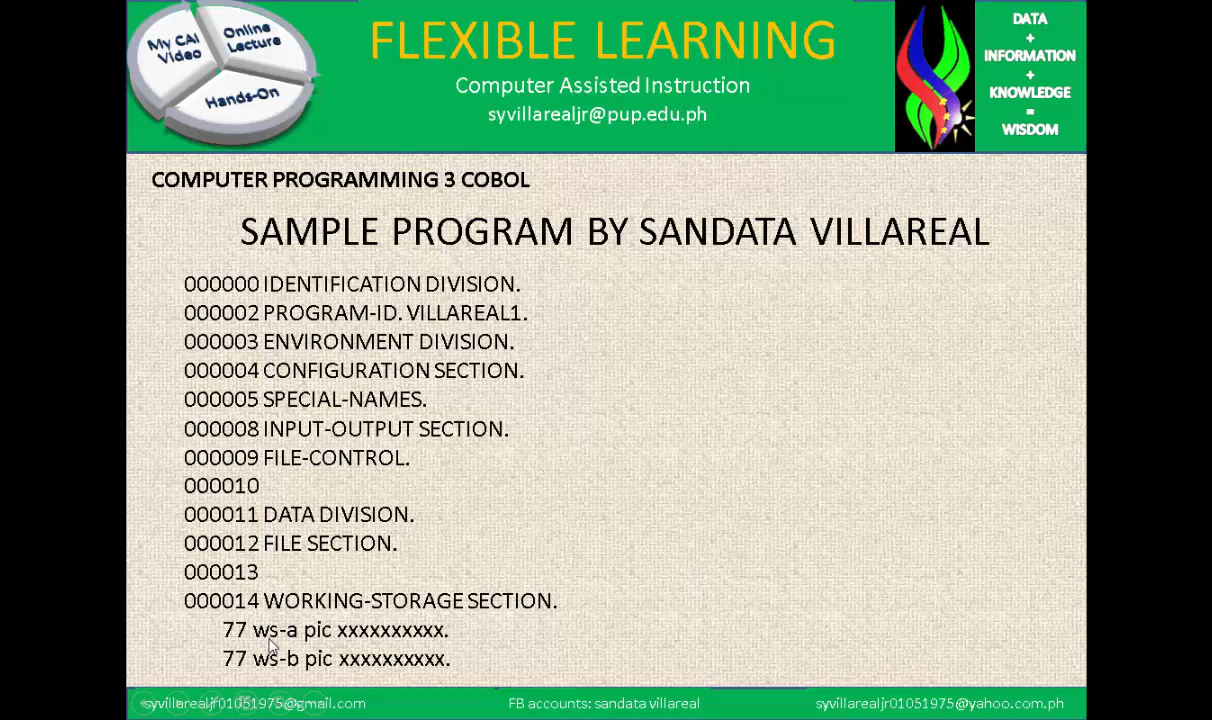 My CAI
Video
Online
Lecture
Hands-On
FLEXIBLE LEARNING
Computer Assisted Instruction
syvillarealjr@pup.edu.ph
DATA
+
INFORMATION
+
KNOWLEDGE
=
WISDOM
COMPUTER PROGRAMMING 3 COBOL
SAMPLE PROGRAM BY SANDATA VILLAREAL
000000 IDENTIFICATION DIVISION.
000002 PROGRAM-ID. VILLAREAL1.
000003 ENVIRONMENT DIVISION.
000004 CONFIGURATION SECTION.
000005 SPECIAL-NAMES.
000008 INPUT-OUTPUT SECTION.
000009 FILE-CONTROL.
000010
000011 DATA DIVISION.
000012 FILE SECTION.
000013
000014 WORKING-STORAGE SECTION.
77 ws-a pic xxxxxxxxxx.
77 ws-b pic xxxxxxxxxx.
syvillarealjr01051975@gmail.com
FB accounts: sandata villareal
syvillarealjr01051975@yahoo.com.ph